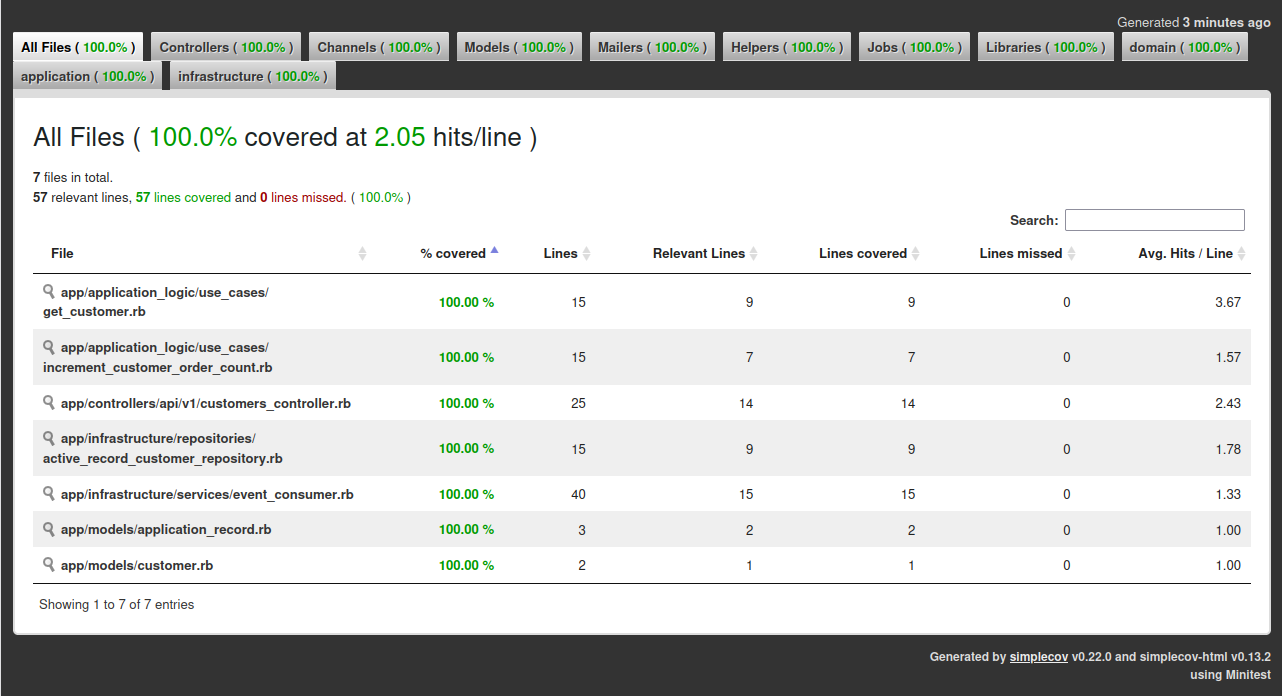 Generated 3 minutes ago
All Files ( 100.0% ) Controllers ( 100.0% ) Channels ( 100.0% ) Models ( 100.0% ) Mailers ( 100.0% ) Helpers ( 100.0% ) Jobs ( 100.0% ) Libraries ( 100.0% ) domain ( 100.0% )
application ( 100.0% ) infrastructure ( 100.0% )
All Files ( 100.0% covered at 2.05 hits/line )
7 files in total.
57 relevant lines, 57 lines covered and 0 lines missed. ( 100.0% )
Search:
File % covered Lines Relevant Lines Lines covered Lines missed Avg. Hits / Line
app/application_logic/use_cases/
get_customer.rb 100.00 % 15 9 9 0 3.67
app/application_logic/use_cases/
increment_customer_order_count.rb 100.00 % 15 7 7 0 1.57
app/controllers/api/v1/customers_controller.rb 100.00 % 25 14 14 0 2.43
app/infrastructure/repositories/
active_record_customer_repository.rb 100.00 % 15 9 9 0 1.78
app/infrastructure/services/event_consumer.rb 100.00 % 40 15 15 0 1.33
app/models/application_record.rb 100.00 % 3 2 2 0 1.00
app/models/customer.rb 100.00 % 2 1 1 0 1.00
Showing 1 to 7 of 7 entries
Generated by simplecov v0.22.0 and simplecov-html v0.13.2
using Minitest